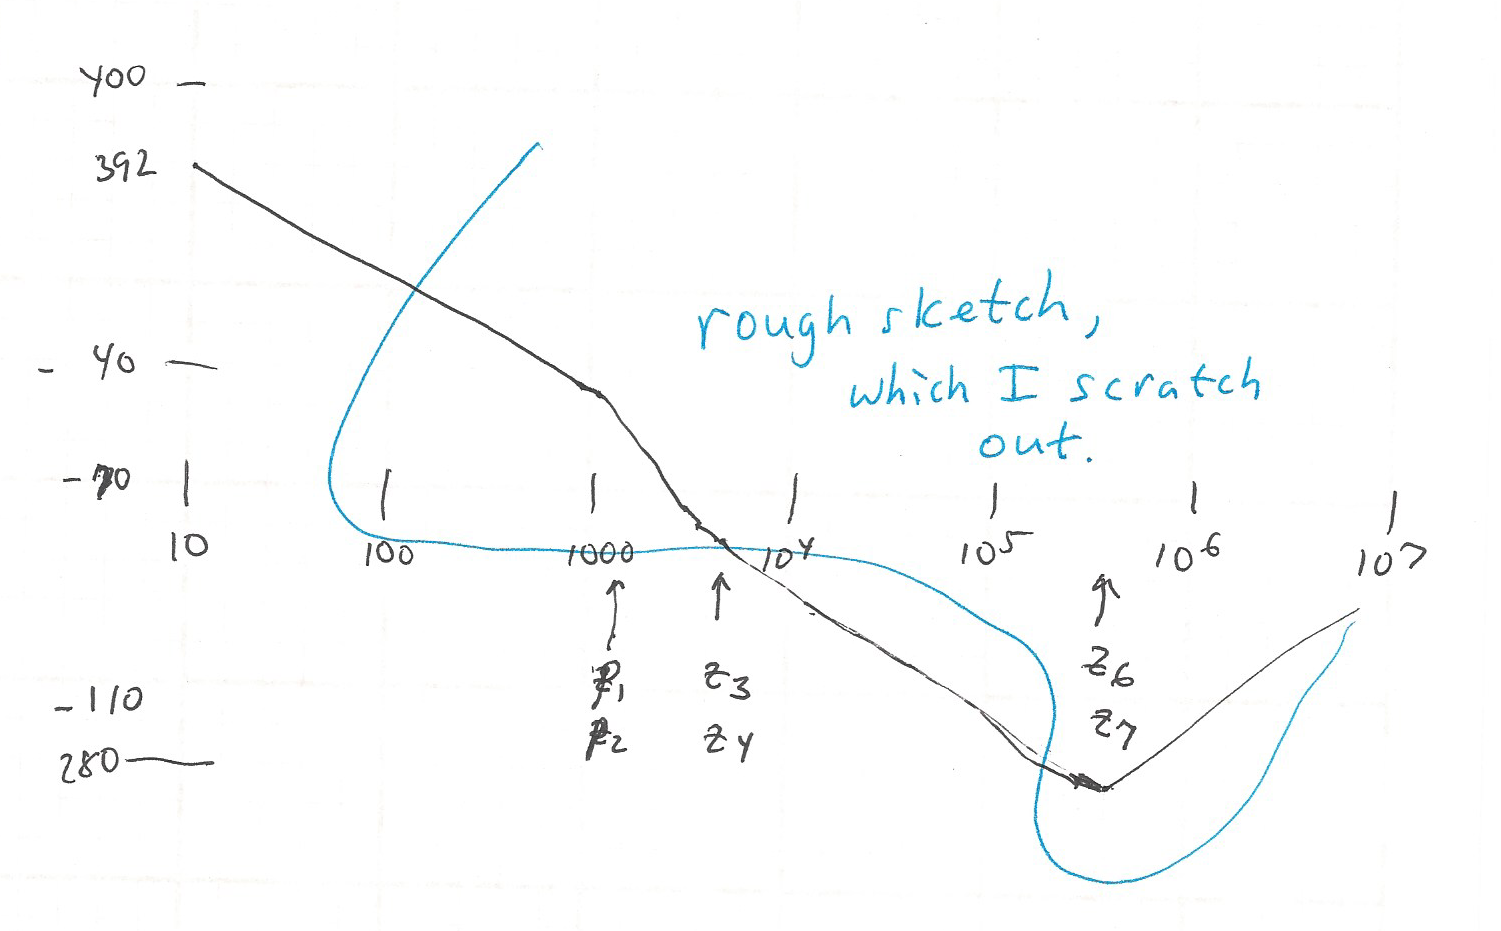 400 –
392
rough sketch,
- 40 —
which I scratch
out.
-70
10 100 1000 10⁴ 10⁵ 10⁶ 10⁷
↑ ↑ ↑
P₁ Z₃ Z₆
P₂ Z₄ Z₇
-110
280 —